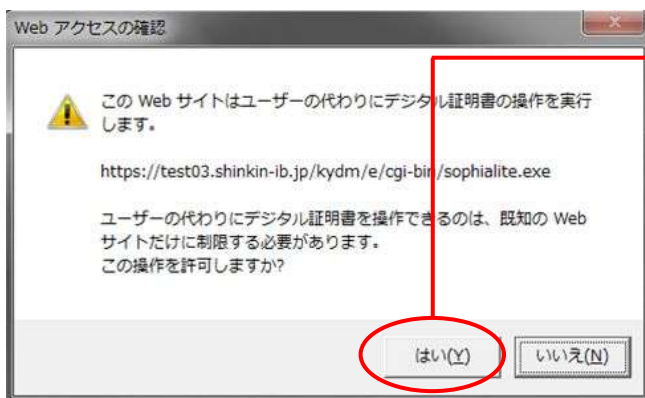 Web アクセスの確認
この Web サイトはユーザーの代わりにデジタル証明書の操作を実行
します。
https://test03.shinkin-ib.jp/kydm/e/cgi-bin/sophialite.exe
ユーザーの代わりにデジタル証明書を操作できるのは、既知の Web
サイトだけに制限する必要があります。
この操作を許可しますか?
はい(Y)
いいえ(N)